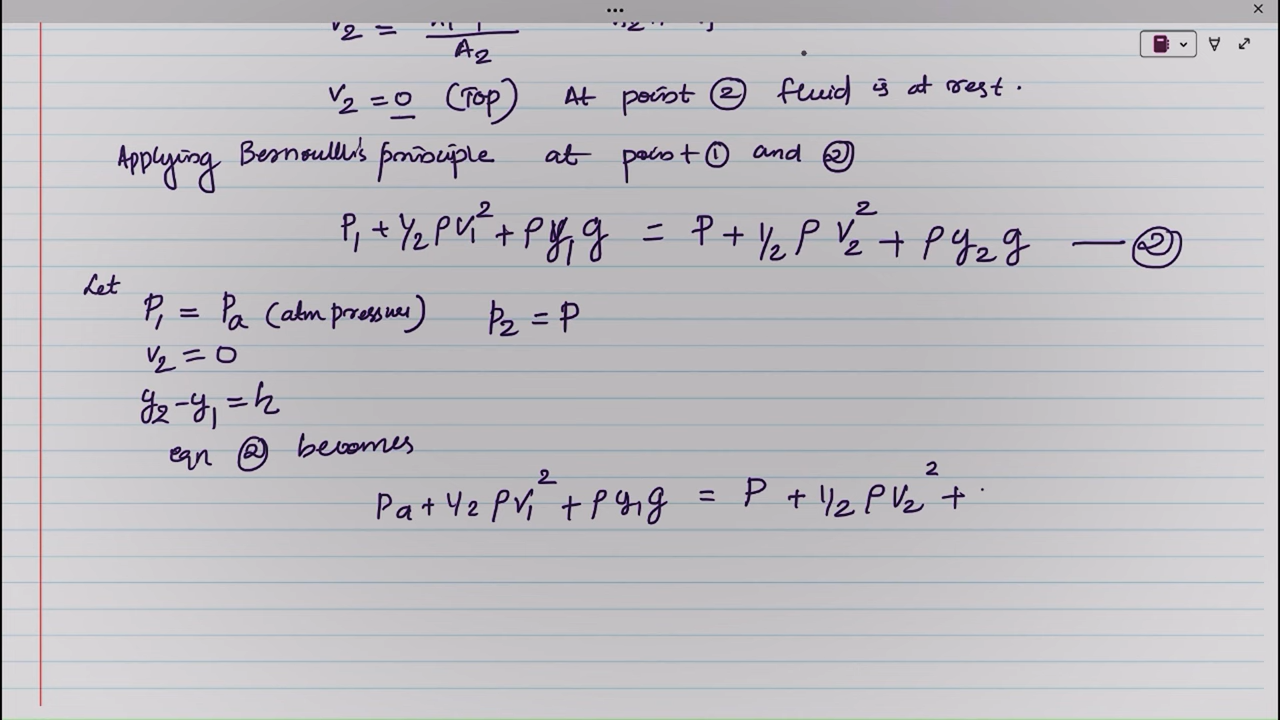 v₂ = / A₂
v₂ = 0 (Top) At point ② fluid is at rest.
Applying Bernoulli's principle at point ① and ②
P₁ + 1/2 ρv₁² + ρy₁g = P + 1/2 ρ v₂² + ρy₂g — ②
Let
P₁ = Pa (atm pressure) P₂ = P
v₂ = 0
y₂ - y₁ = h
eqn ② becomes
Pa + 1/2 ρv₁² + ρy₁g = P + 1/2 ρv₂² +